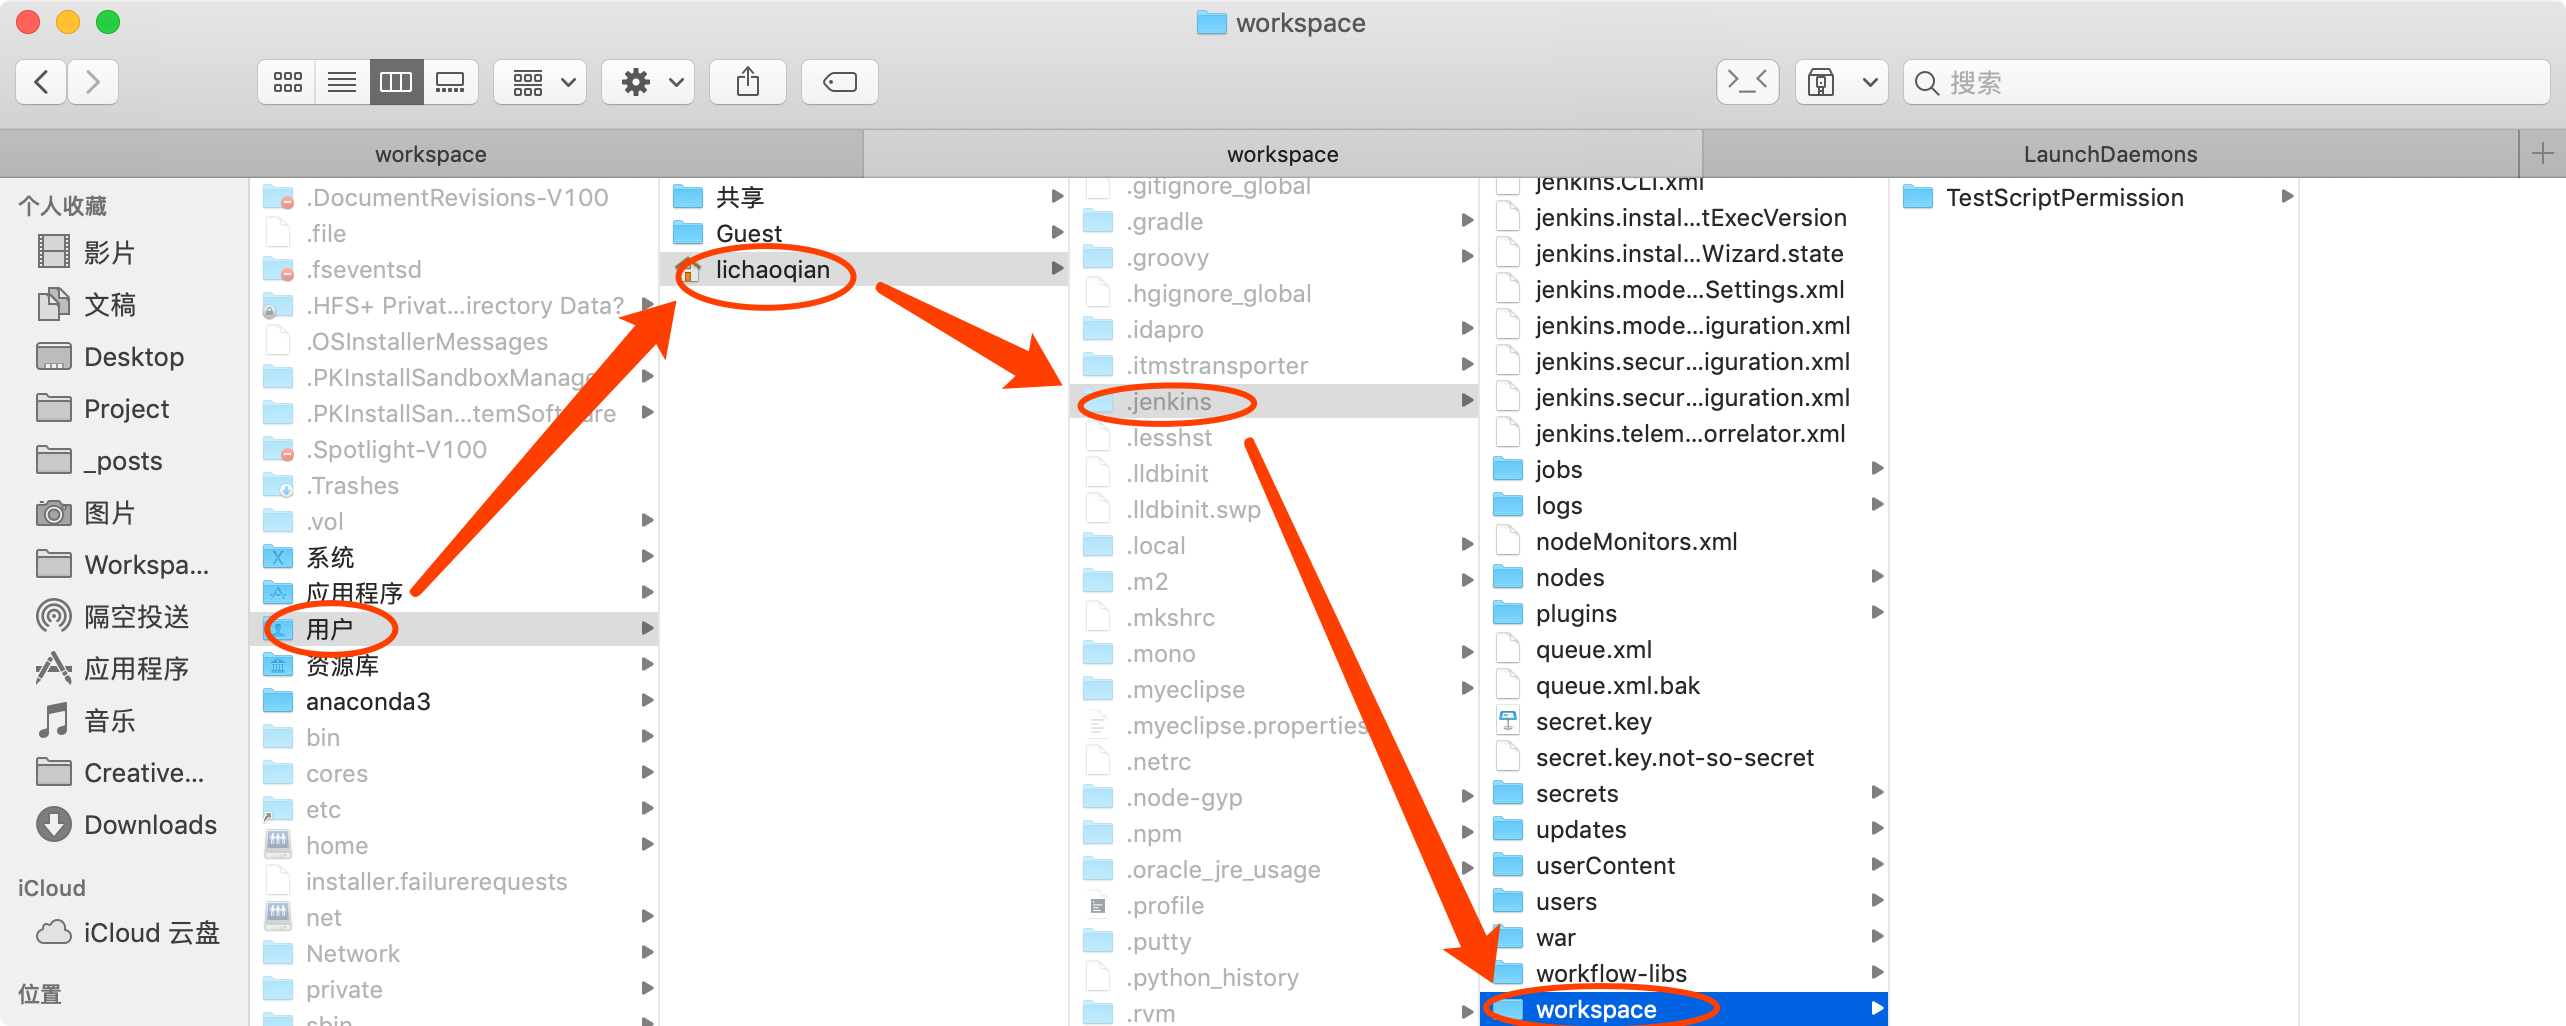 workspace
搜索
workspace
workspace
LaunchDaemons
个人收藏
影片
文稿
Desktop
Project
_posts
图片
Workspa...
隔空投送
应用程序
音乐
Creative...
Downloads
iCloud
iCloud 云盘
位置
.DocumentRevisions-V100
.file
.fseventsd
.HFS+ Privat...irectory Data?
.OSInstallerMessages
.PKInstallSandboxManage
.PKInstallSan...temSoftware
.Spotlight-V100
.Trashes
.vol
系统
应用程序
用户
资源库
anaconda3
bin
cores
etc
home
installer.failurerequests
net
Network
private
sbin
共享
Guest
lichaoqian
.gitignore_global
.gradle
.groovy
.hgignore_global
.idapro
.itmstransporter
.jenkins
.lesshst
.lldbinit
.lldbinit.swp
.local
.m2
.mkshrc
.mono
.myeclipse
.myeclipse.properties
.netrc
.node-gyp
.npm
.oracle_jre_usage
.profile
.putty
.python_history
.rvm
jenkins.CLI.xml
jenkins.instal...tExecVersion
jenkins.instal...Wizard.state
jenkins.mode...Settings.xml
jenkins.mode...iguration.xml
jenkins.secur...iguration.xml
jenkins.secur...iguration.xml
jenkins.telem...orrelator.xml
jobs
logs
nodeMonitors.xml
nodes
plugins
queue.xml
queue.xml.bak
secret.key
secret.key.not-so-secret
secrets
updates
userContent
users
war
workflow-libs
workspace
TestScriptPermission